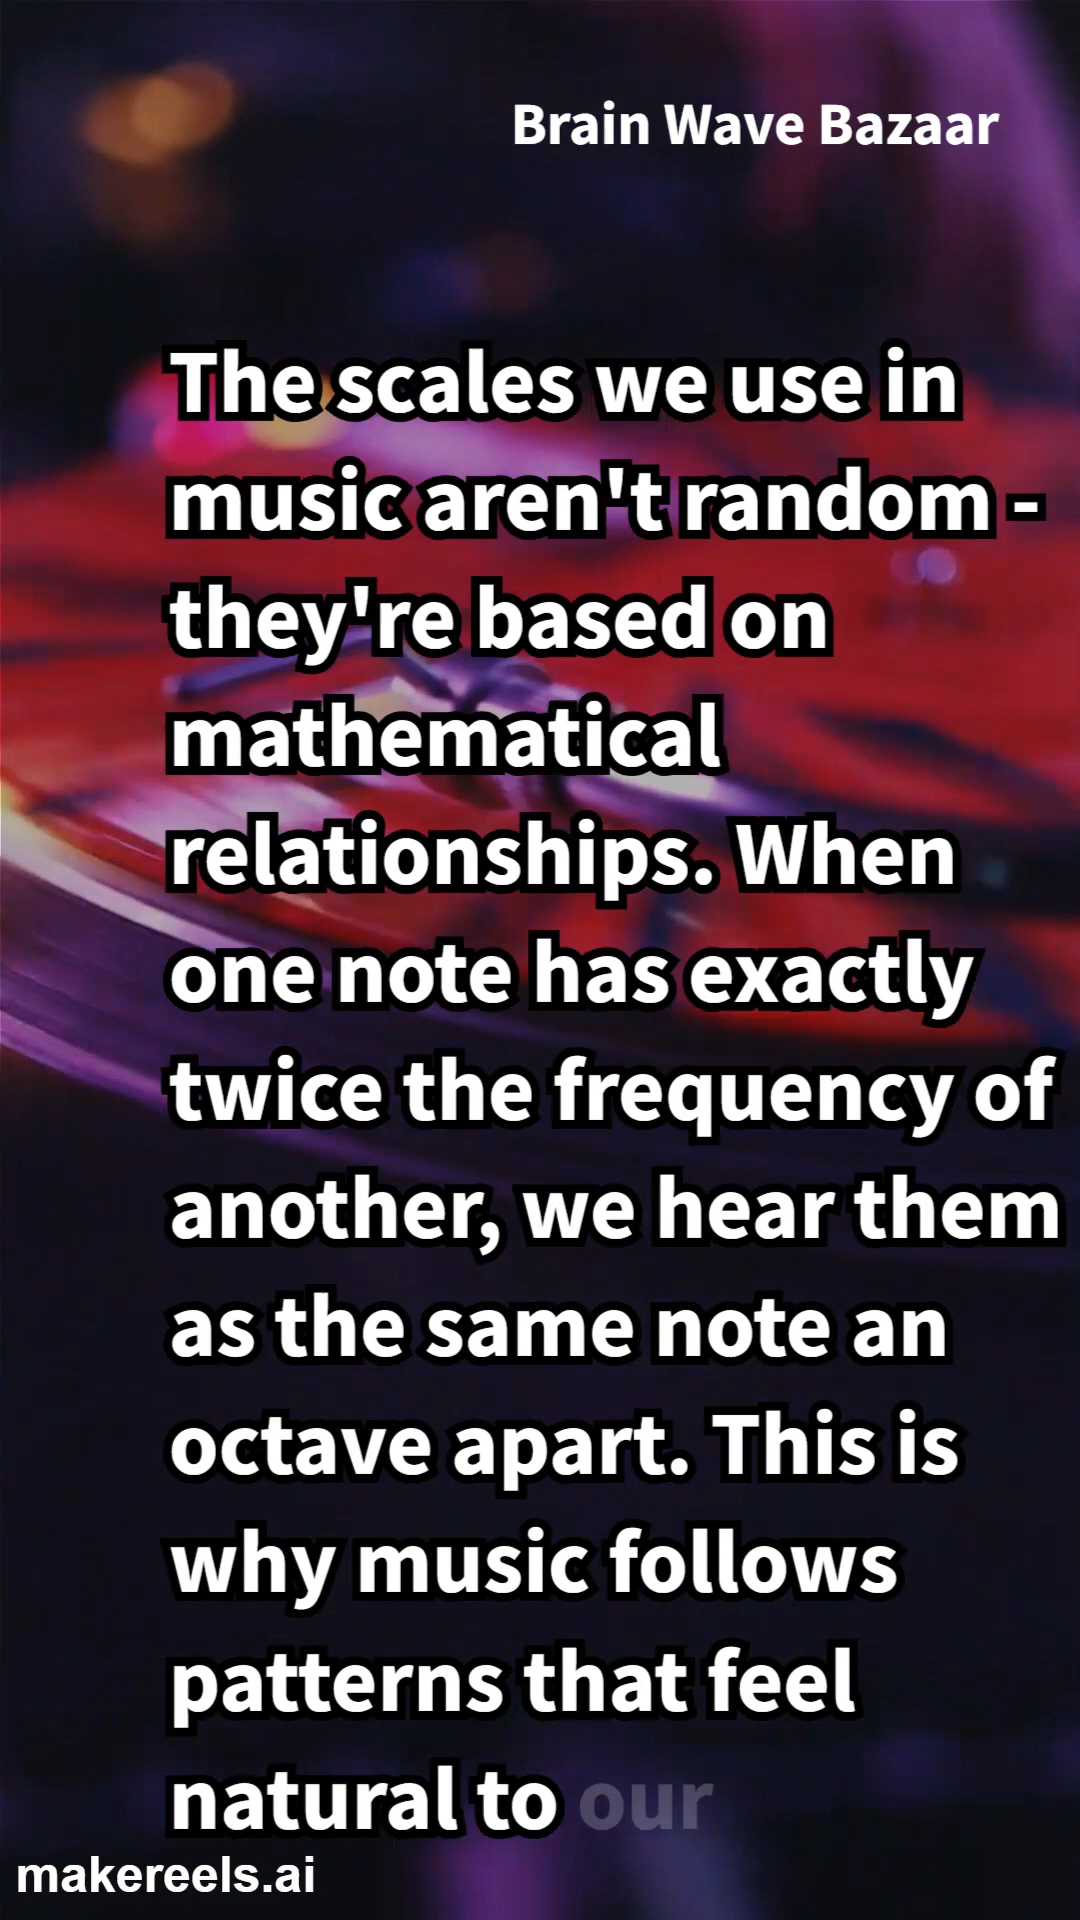 Brain Wave Bazaar
The scales we use in
music aren't random -
they're based on
mathematical
relationships. When
one note has exactly
twice the frequency of
another, we hear them
as the same note an
octave apart. This is
why music follows
patterns that feel
natural to our
makereels.ai